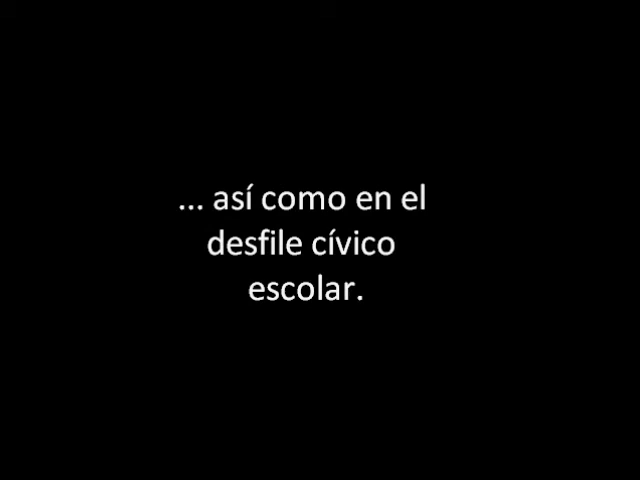 ... así como en el
desfile cívico
escolar.